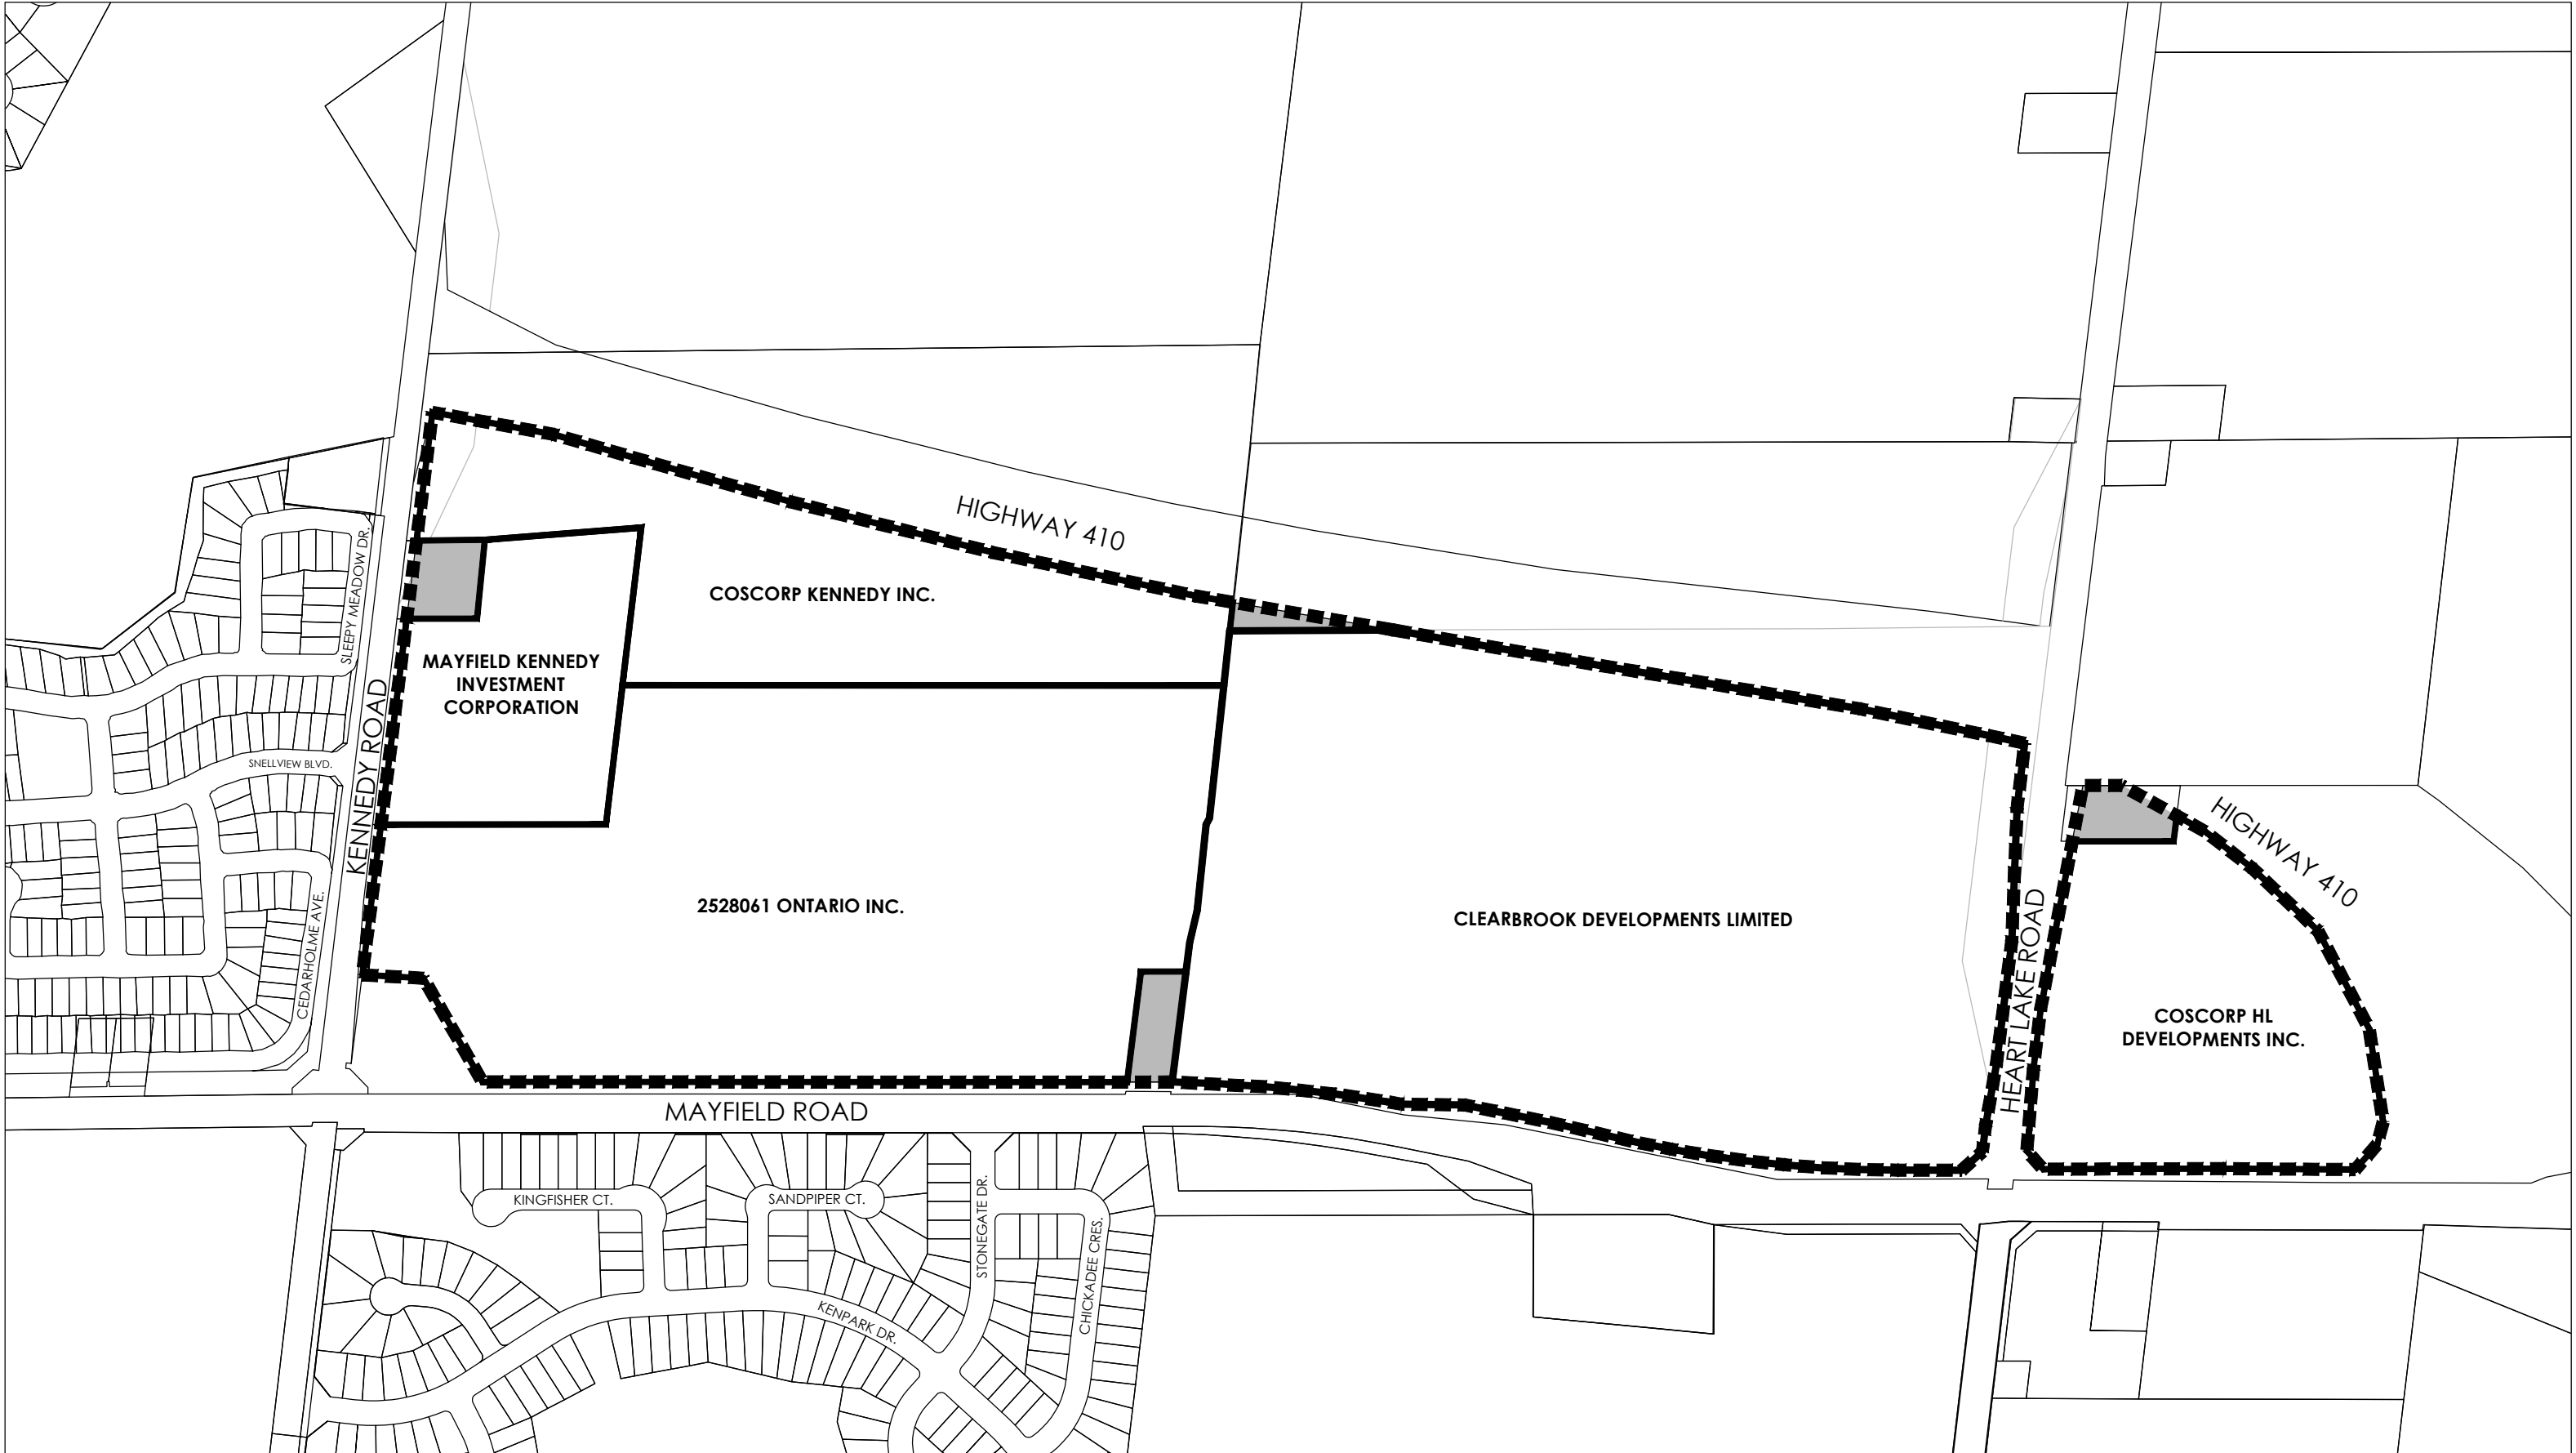 HIGHWAY 410
COSCORP KENNEDY INC.
SLEEPY MEADOW DR.
MAYFIELD KENNEDY
INVESTMENT
CORPORATION
KENNEDY ROAD
SNELLVIEW BLVD.
HIGHWAY 410
CEDARHOLME AVE.
2528061 ONTARIO INC.
CLEARBROOK DEVELOPMENTS LIMITED
HEART LAKE ROAD
COSCORP HL
DEVELOPMENTS INC.
MAYFIELD ROAD
KINGFISHER CT.
SANDPIPER CT.
STONEGATE DR.
CHICKADEE CRES.
KENPARK DR.